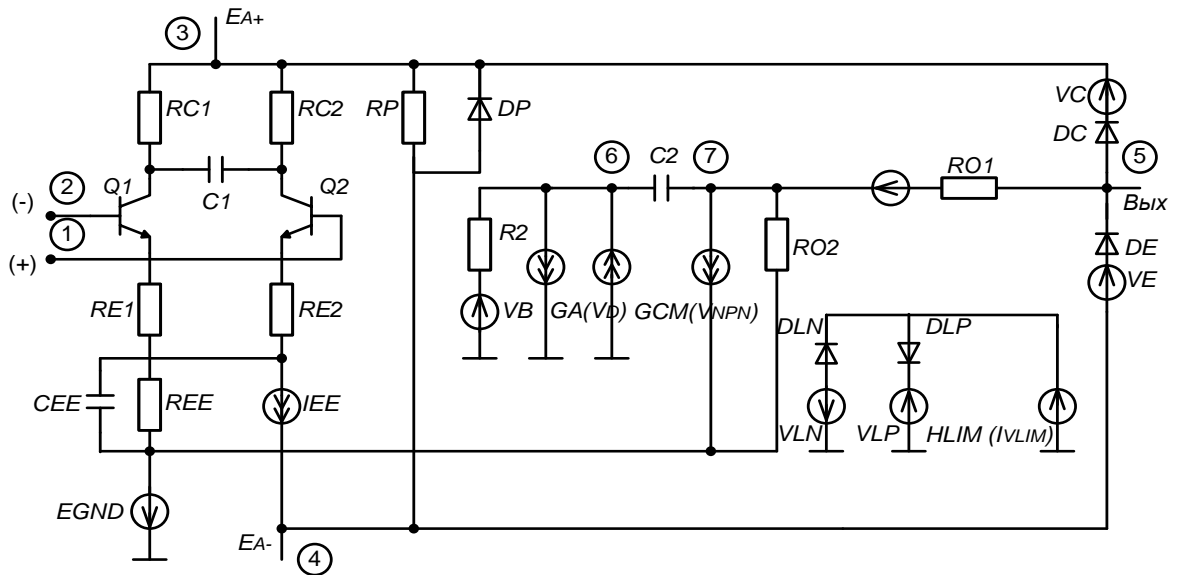 3 EA+
RC1 RC2 RP DP VC
DC
6 C2 7 5
2 Q1 Q2 RO1
(-) C1 Вых
1 R2 RO2 DE
(+) VE
RE1 RE2 VB GA(VD) GCM(VNPN)
DLN DLP
CEE REE IEE
VLN VLP HLIM (IVLIM)
EGND
EA- 4